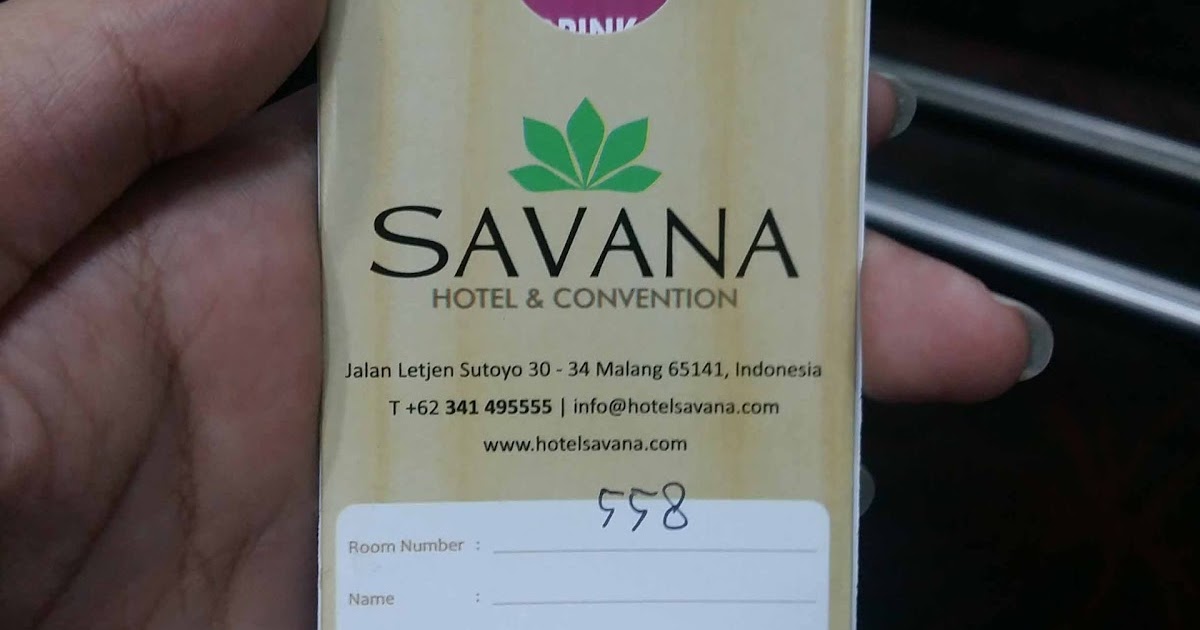 DRINK
SAVANA
HOTEL & CONVENTION
Jalan Letjen Sutoyo 30 - 34 Malang 65141, Indonesia
T +62 341 495555 | info@hotelsavana.com
www.hotelsavana.com
558
Room Number :
Name :